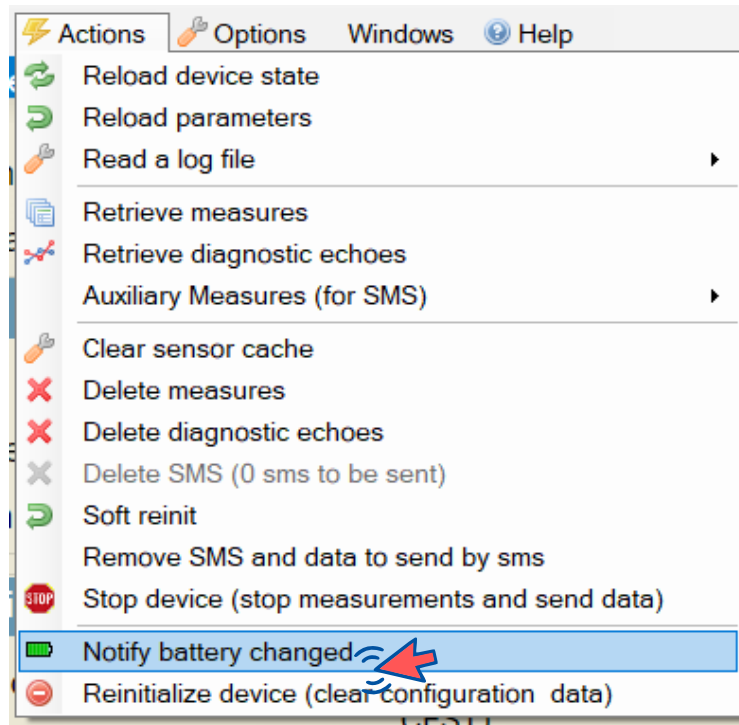 Actions Options Windows Help
Reload device state
Reload parameters
Read a log file
Retrieve measures
Retrieve diagnostic echoes
Auxiliary Measures (for SMS)
Clear sensor cache
Delete measures
Delete diagnostic echoes
Delete SMS (0 sms to be sent)
Soft reinit
Remove SMS and data to send by sms
STOP Stop device (stop measurements and send data)
Notify battery changed
Reinitialize device (clear configuration data)